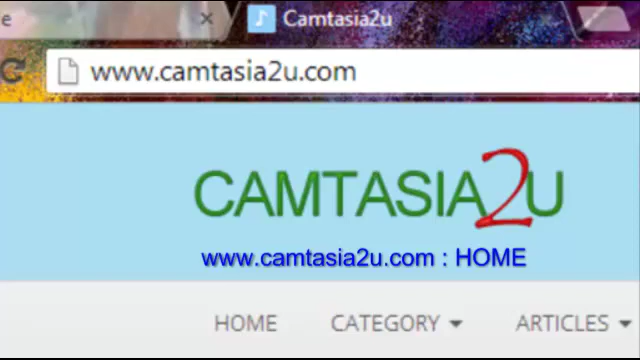 e
Camtasia2u
www.camtasia2u.com
CAMTASIA2U
www.camtasia2u.com : HOME
HOME CATEGORY ARTICLES